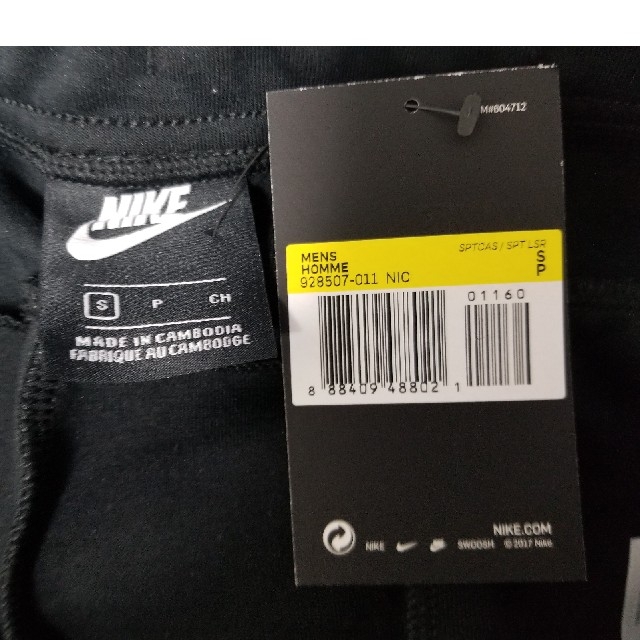 NIKE
S P CH
MADE IN CAMBODIA
FABRIQUE AU CAMBODGE
M#804712
SPTCAS / SPT LSR
MENS S
HOMME P
928507-011 NIC
01160
8 88409 48802 1
NIKE.COM
NIKE SWOOSH © 2017 Nike